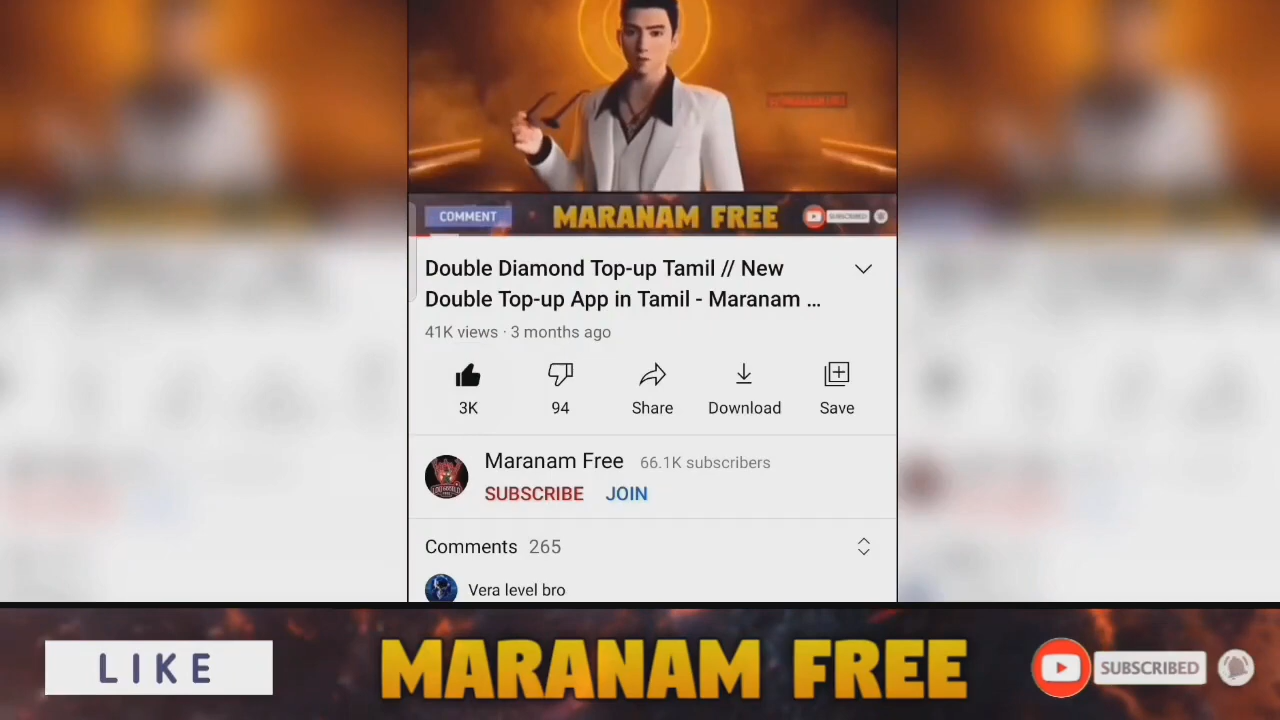 COMMENT
MARANAM FREE
SUBSCRIBED
Double Diamond Top-up Tamil // New
Double Top-up App in Tamil - Maranam ...
41K views · 3 months ago
3K
94
Share
Download
Save
Maranam Free 66.1K subscribers
SUBSCRIBE JOIN
Comments 265
Vera level bro
LIKE
MARANAM FREE
SUBSCRIBED